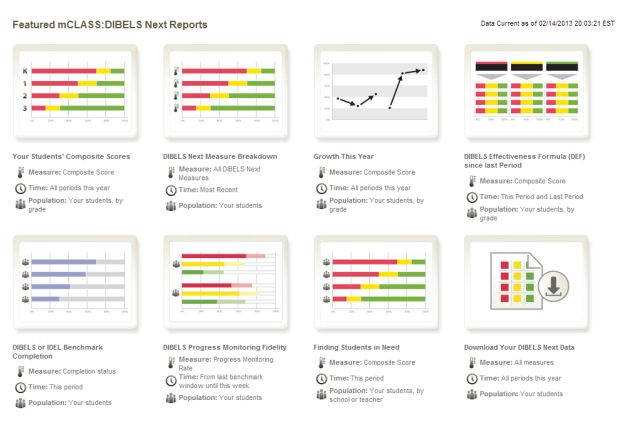 Featured mCLASS:DIBELS Next Reports
Data Current as of 02/14/2013 20:03:21 EST
K
1
2
3
Your Students' Composite Scores
Measure: Composite Score
Time: All periods this year
Population: Your students, by
grade
DIBELS Next Measure Breakdown
Measure: All DIBELS Next
Measures
Time: Most Recent
Population: Your students
Growth This Year
Measure: Composite Score
Time: All periods this year
Population: Your students, by
grade
DIBELS Effectiveness Formula (DEF)
since last Period
Measure: Composite Score
Time: This Period and Last Period
Population: Your students, by
grade
DIBELS or IDEL Benchmark
Completion
Measure: Completion status
Time: This period
Population: Your students
DIBELS Progress Monitoring Fidelity
Measure: Progress Monitoring
Rate
Time: From last benchmark
window until this week
Population: Your students
Finding Students in Need
Measure: Composite Score
Time: This period
Population: Your students, by
school or teacher
Download Your DIBELS Next Data
Measure: All measures
Time: All periods this year
Population: Your students